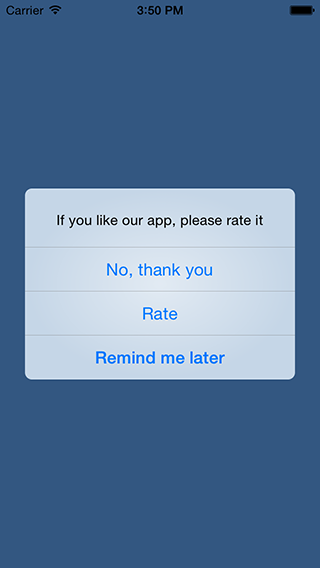 Carrier 3:50 PM
If you like our app, please rate it
No, thank you
Rate
Remind me later